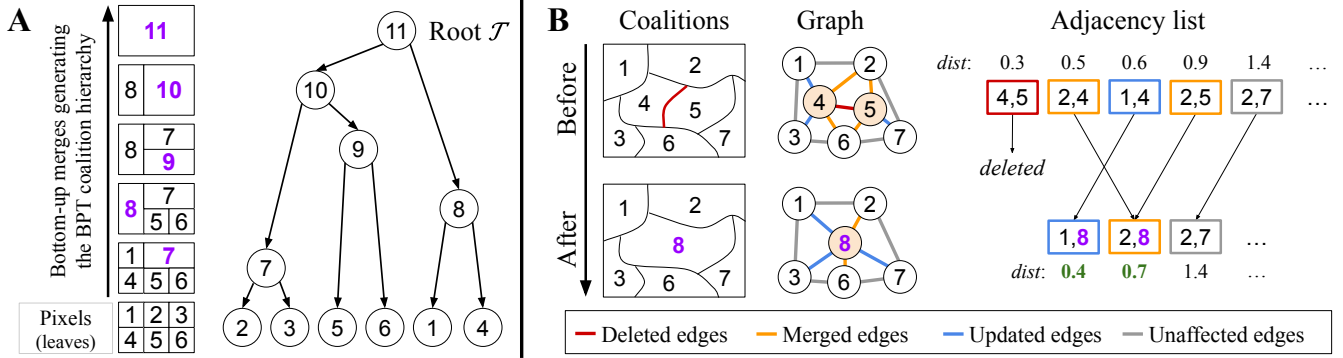 A
Bottom-up merges generating
the BPT coalition hierarchy
11
8 10
8 7
9
8 7
5 6
1 7
4 5 6
Pixels
(leaves)
1 2 3
4 5 6
11 Root 𝒯
10
9
8
7
2 3 5 6 1 4
B
Coalitions Graph Adjacency list
Before
After
1 2
4 5
3 6 7
1 2
4 5
3 6 7
dist: 0.3 0.5 0.6 0.9 1.4 ...
4,5 2,4 1,4 2,5 2,7 ...
deleted
1 2
8
3 6 7
1 2
8
3 6 7
1,8 2,8 2,7 ...
dist: 0.4 0.7 1.4 ...
Deleted edges Merged edges Updated edges Unaffected edges